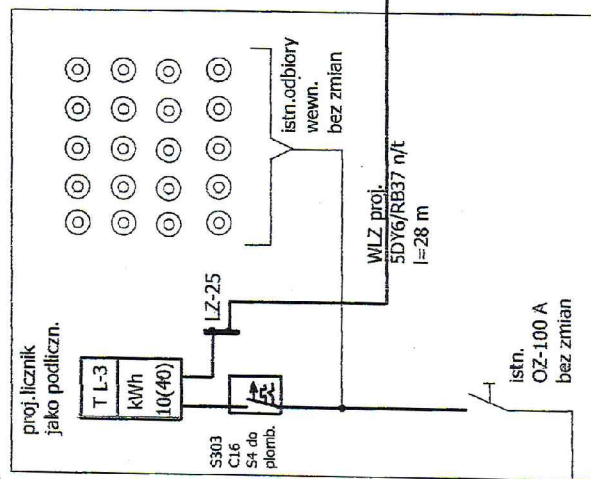 proj.licznik
jako podliczn.
T L-3
kWh
10(40)
LZ-25
S303
C16
S4 do
plomb.
istn.odbiory
wewn.
bez zmian
WLZ proj.
5DY6/RB37 n/t
l=28 m
istn.
OZ-100 A
bez zmian